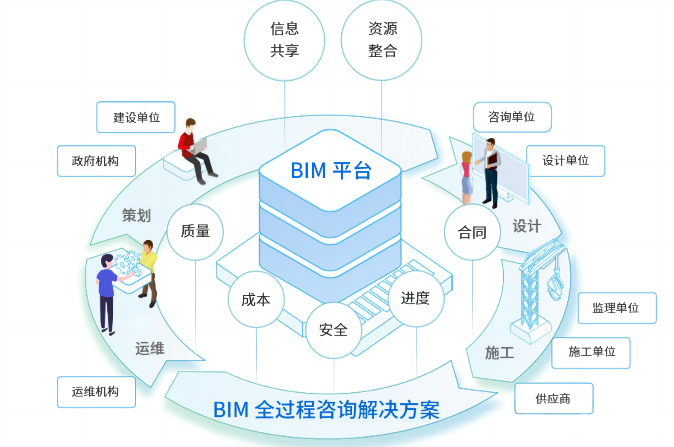 信息
共享
资源
整合
建设单位
咨询单位
政府机构
设计单位
BIM 平台
策划
质量
合同
设计
成本
进度
安全
监理单位
运维
施工
施工单位
运维机构
供应商
BIM 全过程咨询解决方案